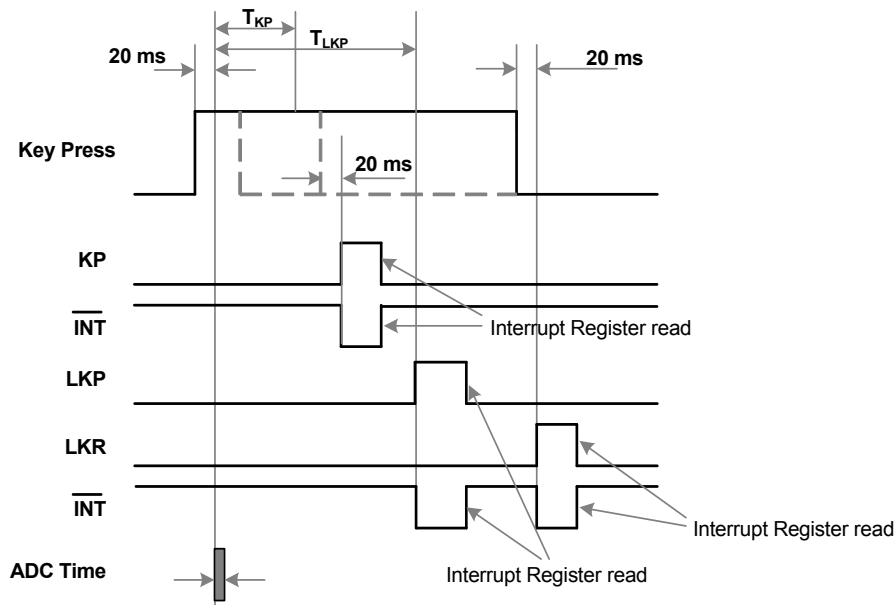 TKP
TLKP
20 ms
20 ms
Key Press
20 ms
KP
INT
Interrupt Register read
LKP
LKR
INT
Interrupt Register read
Interrupt Register read
ADC Time